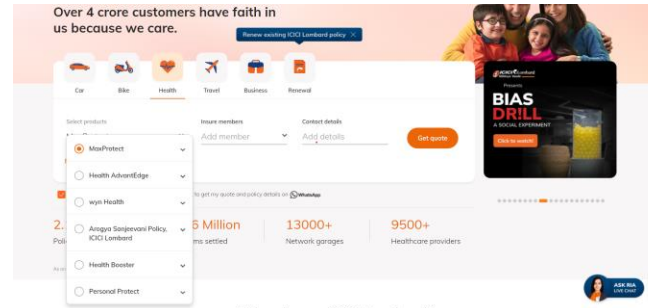 Over 4 crore customers have faith in
us because we care.
Renew existing ICICI Lombard policy ×
Car Bike Health Travel Business Renewal
Select products Insure members Contact details
Add member Add details Get quote
MaxProtect
Health AdvantEdge
wyn Health
Arogya Sanjeevani Policy,
ICICI Lombard
Health Booster
Personal Protect
to get my quote and policy details on WhatsApp
6 Million 13000+ 9500+
ms settled Network garages Healthcare providers
ICICI Lombard
Presents
BIAS
DRILL
A SOCIAL EXPERIMENT
Click to watch!
ASK RIA
LIVE CHAT